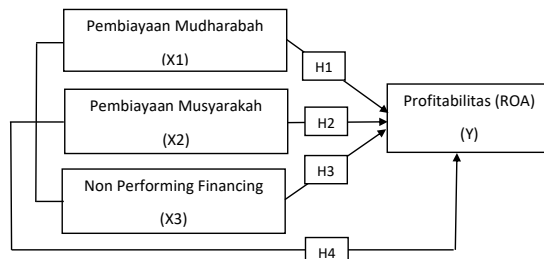 Pembiayaan Mudharabah
(X1)
H1
Pembiayaan Musyarakah
(X2)
H2
Profitabilitas (ROA)
(Y)
Non Performing Financing
(X3)
H3
H4